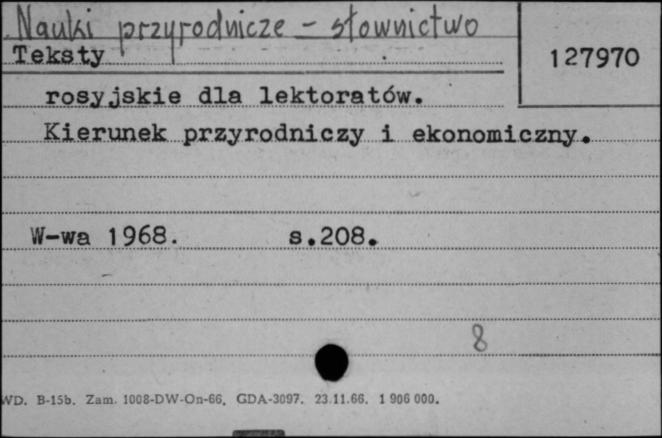 Nauki przyrodnicze – słownictwo
Teksty
127970
rosyjskie dla lektoratów.
Kierunek przyrodniczy i ekonomiczny.
W-wa 1968. s.208.
8
WD. B-15b. Zam. 1008-DW-On-66. GDA-3097. 23.11.66. 1 906 000.